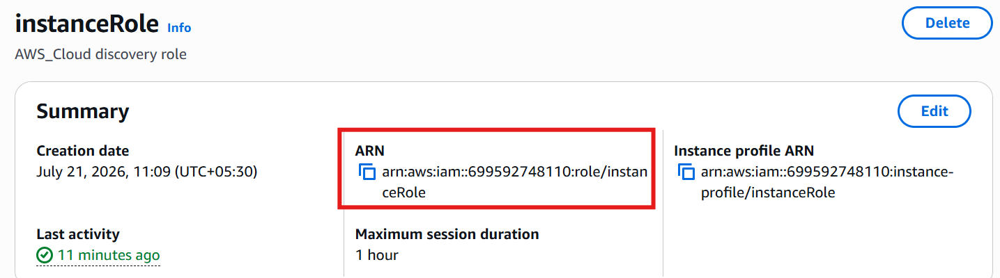 instanceRole Info
Delete
AWS_Cloud discovery role
Summary
Edit
Creation date
July 21, 2026, 11:09 (UTC+05:30)
ARN
arn:aws:iam::699592748110:role/instan
ceRole
Instance profile ARN
arn:aws:iam::699592748110:instance-
profile/instanceRole
Last activity
11 minutes ago
Maximum session duration
1 hour